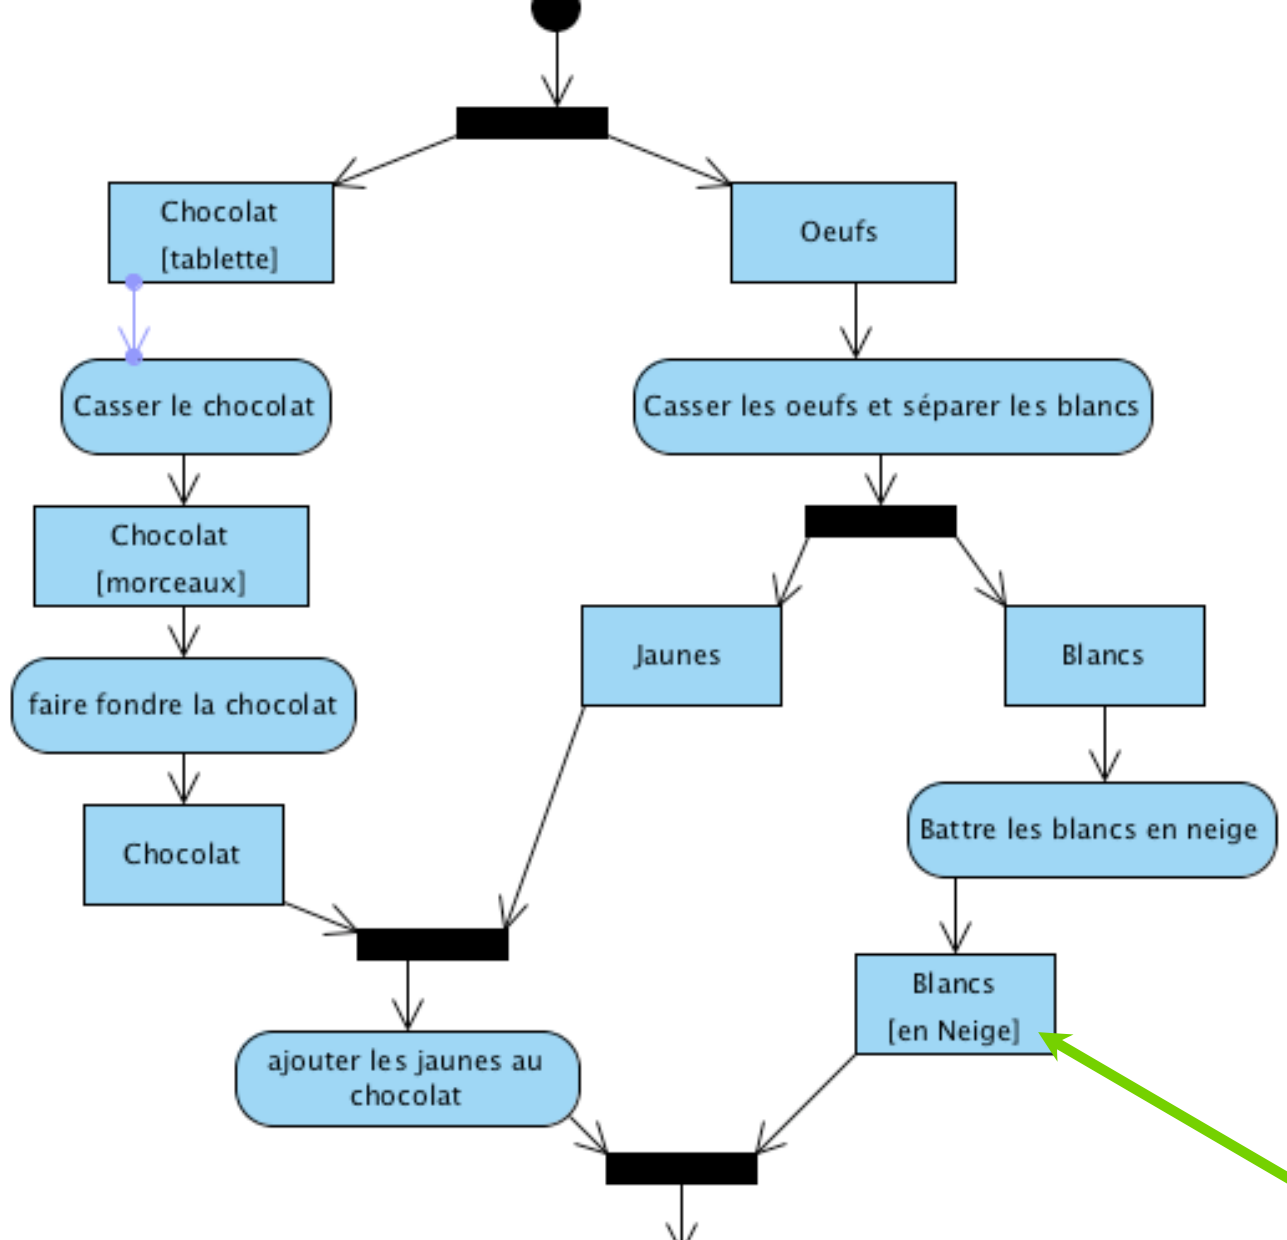 Chocolat
[tablette]
Oeufs
Casser le chocolat
Casser les oeufs et séparer les blancs
Chocolat
[morceaux]
Jaunes
Blancs
faire fondre la chocolat
Battre les blancs en neige
Chocolat
Blancs
[en Neige]
ajouter les jaunes au
chocolat